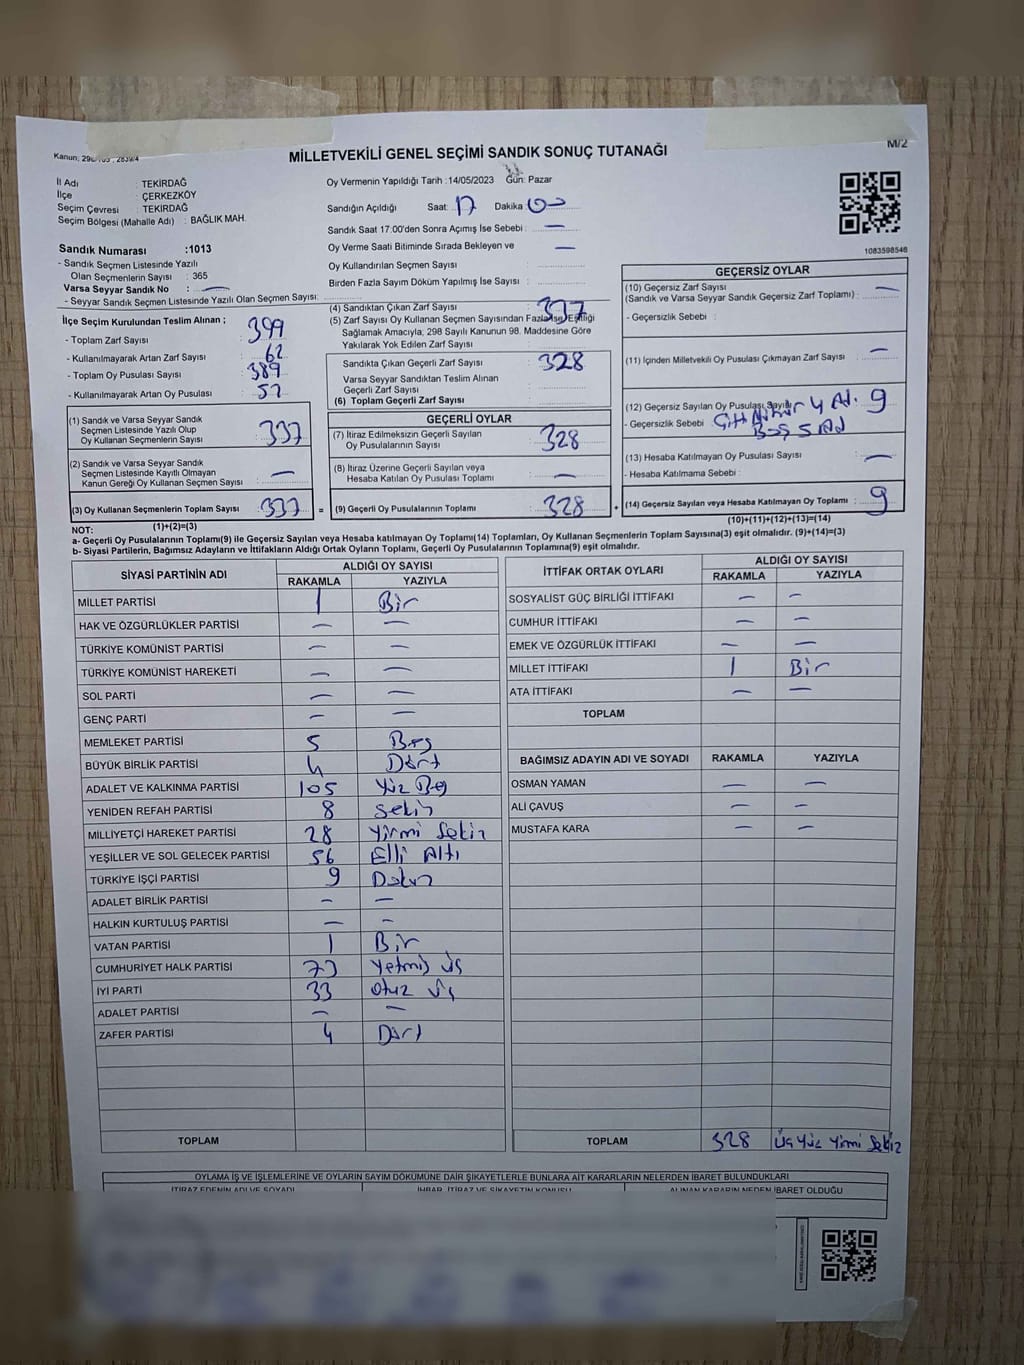 Kanun; 298/
M/2
MİLLETVEKİLİ GENEL SEÇİMİ SANDIK SONUÇ TUTANAĞI
İl Adı : TEKİRDAĞ
İlçe : ÇERKEZKÖY
Seçim Çevresi : TEKİRDAĞ
Seçim Bölgesi (Mahalle Adı) : BAĞLIK MAH.
Oy Vermenin Yapıldığı Tarih :14/05/2023 Gün: Pazar
Sandığın Açıldığı Saat: 17 Dakika 00
Sandık Saat 17.00'den Sonra Açımış İse Sebebi : —
Oy Verme Saati Bitiminde Sırada Bekleyen ve —
Oy Kullandırılan Seçmen Sayısı
Birden Fazla Sayım Döküm Yapılmış İse Sayısı :
1083598546
Sandık Numarası :1013
- Sandık Seçmen Listesinde Yazılı
Olan Seçmenlerin Sayısı : 365
Varsa Seyyar Sandık No : —
- Seyyar Sandık Seçmen Listesinde Yazılı Olan Seçmen Sayısı:
İlçe Seçim Kurulundan Teslim Alınan ;
- Toplam Zarf Sayısı 399
- Kullanılmayarak Artan Zarf Sayısı 62
- Toplam Oy Pusulası Sayısı 389
- Kullanılmayarak Artan Oy Pusulası 52
(4) Sandıktan Çıkan Zarf Sayısı : 337
(5) Zarf Sayısı Oy Kullanan Seçmen Sayısından Fazla İse, Eşitliği
Sağlamak Amacıyla; 298 Sayılı Kanunun 98. Maddesine Göre
Yakılarak Yok Edilen Zarf Sayısı
Sandıkta Çıkan Geçerli Zarf Sayısı : 328
Varsa Seyyar Sandıktan Teslim Alınan
Geçerli Zarf Sayısı
(6) Toplam Geçerli Zarf Sayısı
GEÇERSİZ OYLAR
(10) Geçersiz Zarf Sayısı
(Sandık ve Varsa Seyyar Sandık Geçersiz Zarf Toplamı) : —
- Geçersizlik Sebebi :
(11) İçinden Milletvekili Oy Pusulası Çıkmayan Zarf Sayısı : —
(12) Geçersiz Sayılan Oy Pusulası Sayısı 9
- Geçersizlik Sebebi Çift Mühür 4 Ad.
Boş 5 Ad
(13) Hesaba Katılmayan Oy Pusulası Sayısı : —
- Hesaba Katılmama Sebebi :
(14) Geçersiz Sayılan veya Hesaba Katılmayan Oy Toplamı : 9
(10)+(11)+(12)+(13)=(14)
(1) Sandık ve Varsa Seyyar Sandık
Seçmen Listesinde Yazılı Olup
Oy Kullanan Seçmenlerin Sayısı : 337
(2) Sandık ve Varsa Seyyar Sandık
Seçmen Listesinde Kayıtlı Olmayan
Kanun Gereği Oy Kullanan Seçmen Sayısı : —
(3) Oy Kullanan Seçmenlerin Toplam Sayısı : 337 =
(1)+(2)=(3)
GEÇERLİ OYLAR
(7) İtiraz Edilmeksizin Geçerli Sayılan
Oy Pusulalarının Sayısı : 328
(8) İtiraz Üzerine Geçerli Sayılan veya
Hesaba Katılan Oy Pusulası Toplamı : —
(9) Geçerli Oy Pusulalarının Toplamı : 328 +
NOT:
a- Geçerli Oy Pusulalarının Toplamı(9) ile Geçersiz Sayılan veya Hesaba katılmayan Oy Toplamı(14) Toplamları, Oy Kullanan Seçmenlerin Toplam Sayısına(3) eşit olmalıdır. (9)+(14)=(3)
b- Siyasi Partilerin, Bağımsız Adayların ve İttifakların Aldığı Ortak Oyların Toplamı, Geçerli Oy Pusulalarının Toplamına(9) eşit olmalıdır.
SİYASİ PARTİNİN ADI ALDIĞI OY SAYISI
RAKAMLA YAZIYLA
MİLLET PARTİSİ 1 Bir
HAK VE ÖZGÜRLÜKLER PARTİSİ — —
TÜRKİYE KOMÜNİST PARTİSİ — —
TÜRKİYE KOMÜNİST HAREKETİ — —
SOL PARTİ — —
GENÇ PARTİ — —
MEMLEKET PARTİSİ 5 Beş
BÜYÜK BİRLİK PARTİSİ 4 Dört
ADALET VE KALKINMA PARTİSİ 105 Yüz Beş
YENİDEN REFAH PARTİSİ 8 Sekiz
MİLLİYETÇİ HAREKET PARTİSİ 28 Yirmi Sekiz
YEŞİLLER VE SOL GELECEK PARTİSİ 56 Elli Altı
TÜRKİYE İŞÇİ PARTİSİ 9 Dokuz
ADALET BİRLİK PARTİSİ — —
HALKIN KURTULUŞ PARTİSİ — —
VATAN PARTİSİ 1 Bir
CUMHURİYET HALK PARTİSİ 73 Yetmiş üç
İYİ PARTİ 33 Otuz üç
ADALET PARTİSİ — —
ZAFER PARTİSİ 4 Dört
TOPLAM
İTTİFAK ORTAK OYLARI ALDIĞI OY SAYISI
RAKAMLA YAZIYLA
SOSYALİST GÜÇ BİRLİĞİ İTTİFAKI — —
CUMHUR İTTİFAKI — —
EMEK VE ÖZGÜRLÜK İTTİFAKI — —
MİLLET İTTİFAKI 1 Bir
ATA İTTİFAKI — —
TOPLAM
BAĞIMSIZ ADAYIN ADI VE SOYADI RAKAMLA YAZIYLA
OSMAN YAMAN — —
ALİ ÇAVUŞ — —
MUSTAFA KARA — —
TOPLAM 328 Üç Yüz Yirmi Sekiz
OYLAMA İŞ VE İŞLEMLERİNE VE OYLARIN SAYIM DÖKÜMÜNE DAİR ŞİKAYETLERLE BUNLARA AİT KARARLARIN NELERDEN İBARET BULUNDUKLARI
İTİRAZ EDENİN ADI VE SOYADI İHBAR, İTİRAZ VE ŞİKAYETİN KONUSU ALINAN KARARIN NEDEN İBARET OLDUĞU